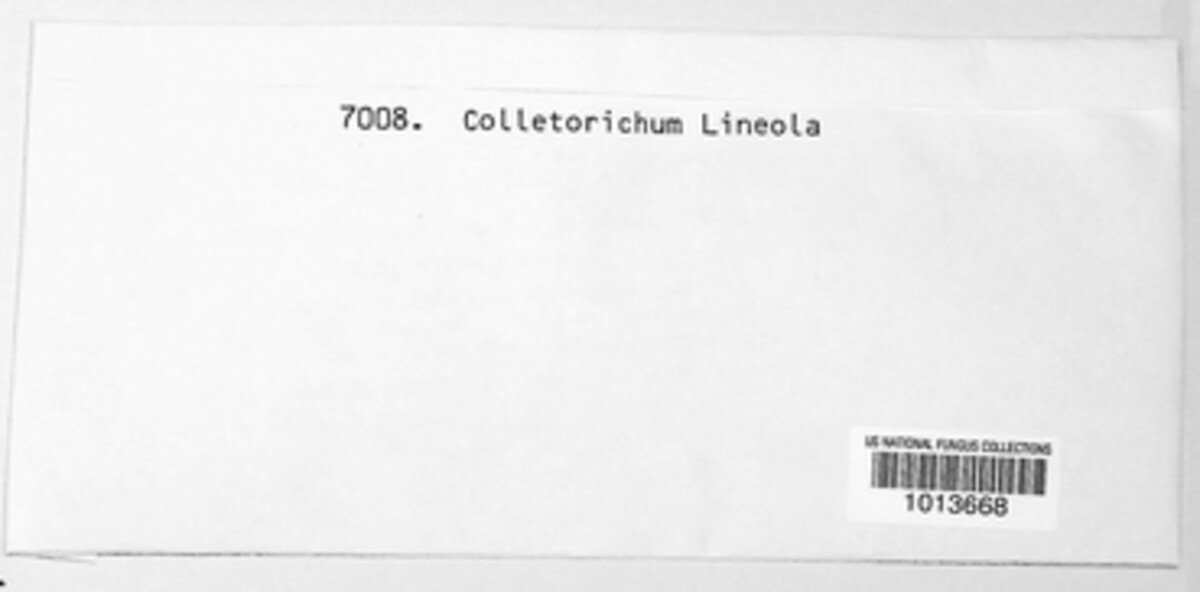 7008. Colletorichum Lineola
US NATIONAL FUNGUS COLLECTIONS
1013668